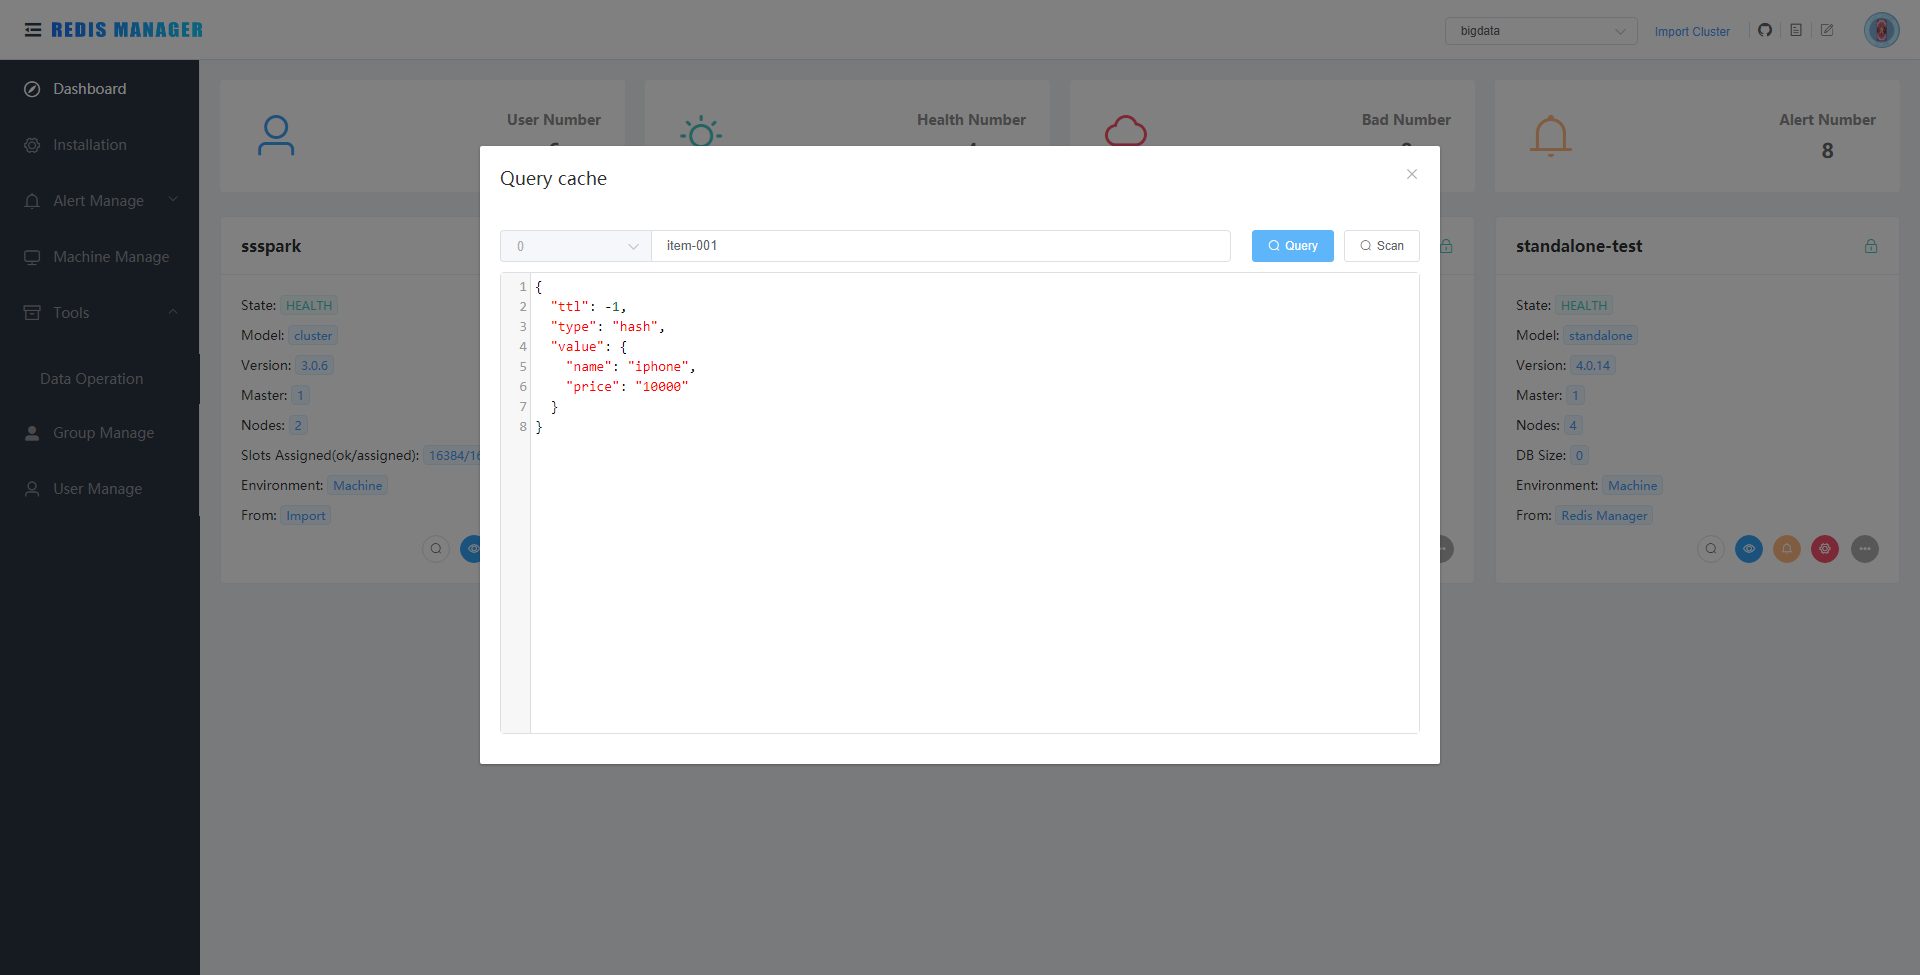 REDIS MANAGER
bigdata
Import Cluster
Dashboard
Installation
Alert Manage
Machine Manage
Tools
Data Operation
Group Manage
User Manage
User Number
Health Number
Bad Number
Alert Number
8
Query cache
0
item-001
Query
Scan
1 {
2 "ttl": -1,
3 "type": "hash",
4 "value": {
5 "name": "iphone",
6 "price": "10000"
7 }
8 }
ssspark
State: HEALTH
Model: cluster
Version: 3.0.6
Master: 1
Nodes: 2
Slots Assigned(ok/assigned): 16384/16
Environment: Machine
From: Import
standalone-test
State: HEALTH
Model: standalone
Version: 4.0.14
Master: 1
Nodes: 4
DB Size: 0
Environment: Machine
From: Redis Manager